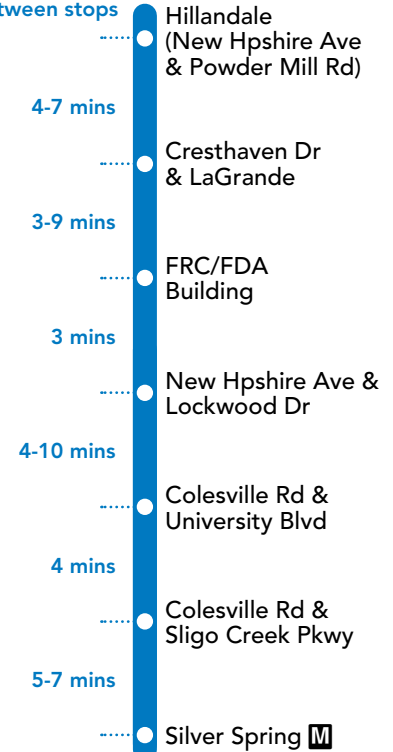 between stops
Hillandale
(New Hpshire Ave
& Powder Mill Rd)
4-7 mins
Cresthaven Dr
& LaGrande
3-9 mins
FRC/FDA
Building
3 mins
New Hpshire Ave &
Lockwood Dr
4-10 mins
Colesville Rd &
University Blvd
4 mins
Colesville Rd &
Sligo Creek Pkwy
5-7 mins
Silver Spring M